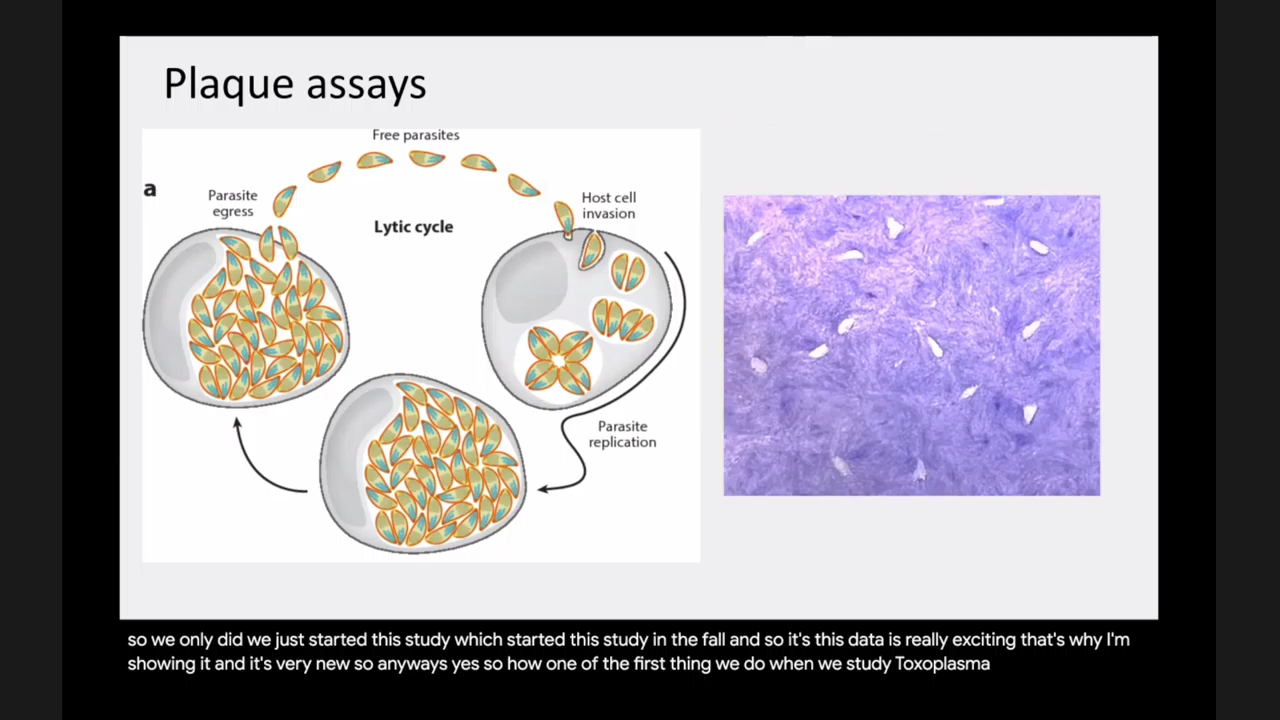 Plaque assays
Free parasites
a
Parasite
egress
Host cell
invasion
Lytic cycle
Parasite
replication
so we only did we just started this study which started this study in the fall and so it's this data is really exciting that's why I'm
showing it and it's very new so anyways yes so how one of the first thing we do when we study Toxoplasma